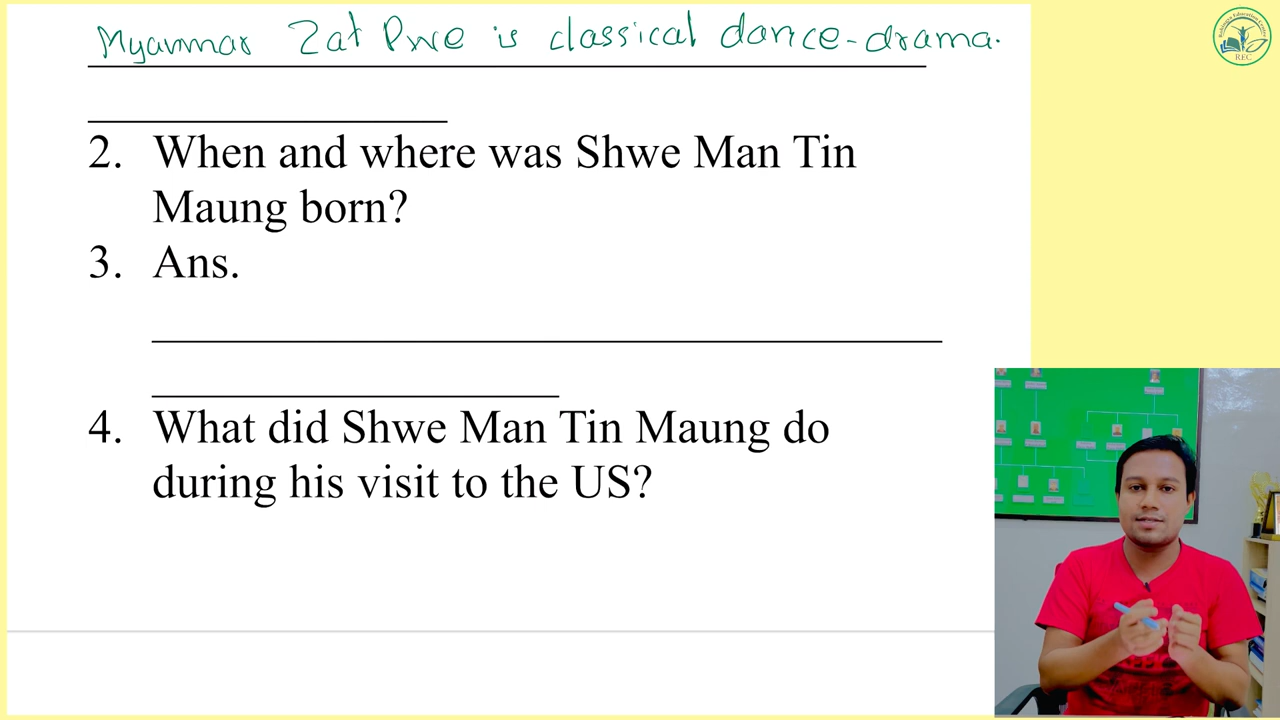 Myanmar Zat Pwe is classical dance-drama.
2. When and where was Shwe Man Tin
Maung born?
3. Ans.
4. What did Shwe Man Tin Maung do
during his visit to the US?
REC